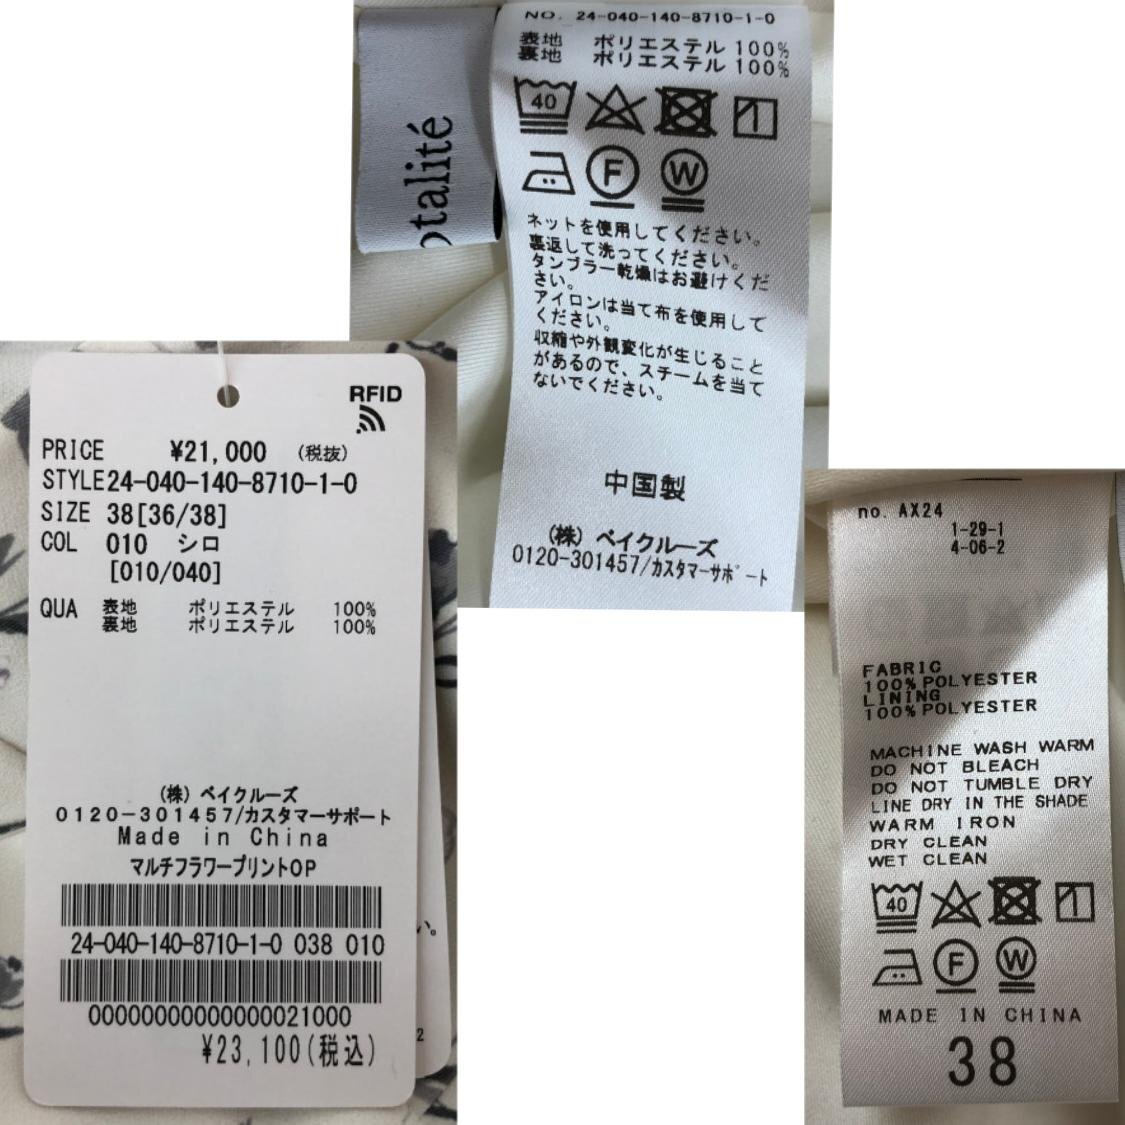 otalité
NO. 24-040-140-8710-1-0
表地 ポリエステル 100%
裏地 ポリエステル 100%
40
F W
ネットを使用してください。
裏返して洗ってください。
タンブラー乾燥はお避けくだ
さい。
アイロンは当て布を使用して
ください。
収縮や外観変化が生じること
があるので、スチームを当て
ないでください。
中国製
(株) ベイクルーズ
0120-301457/カスタマーサポート
RFID
PRICE ¥21,000 (税抜)
STYLE24-040-140-8710-1-0
SIZE 38[36/38]
COL 010 シロ
[010/040]
QUA 表地 ポリエステル 100%
裏地 ポリエステル 100%
(株) ベイクルーズ
0120-301457/カスタマーサポート
Made in China
マルチフラワープリントOP
24-040-140-8710-1-0 038 010
00000000000000021000
¥23,100(税込)
い。
2
no. AX24
1-29-1
4-06-2
FABRIC
100%POLYESTER
LINING
100%POLYESTER
MACHINE WASH WARM
DO NOT BLEACH
DO NOT TUMBLE DRY
LINE DRY IN THE SHADE
WARM IRON
DRY CLEAN
WET CLEAN
40
F W
MADE IN CHINA
38